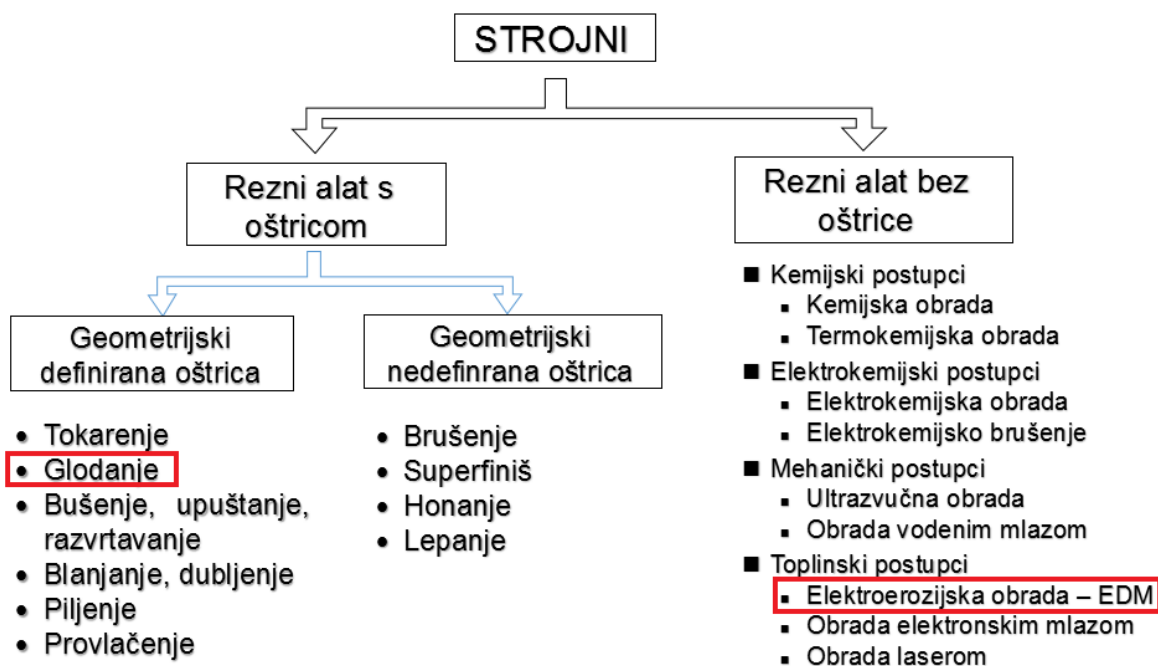 STROJNI
Rezni alat s
oštricom
Rezni alat bez
oštrice
Geometrijski
definirana oštrica
Geometrijski
nedefinrana oštrica
• Tokarenje
• Glodanje
• Bušenje, upuštanje,
razvrtavanje
• Blanjanje, dubljenje
• Piljenje
• Provlačenje
• Brušenje
• Superfiniš
• Honanje
• Lepanje
■ Kemijski postupci
▪ Kemijska obrada
▪ Termokemijska obrada
■ Elektrokemijski postupci
▪ Elektrokemijska obrada
▪ Elektrokemijsko brušenje
■ Mehanički postupci
▪ Ultrazvučna obrada
▪ Obrada vodenim mlazom
■ Toplinski postupci
▪ Elektroerozijska obrada – EDM
▪ Obrada elektronskim mlazom
▪ Obrada laserom